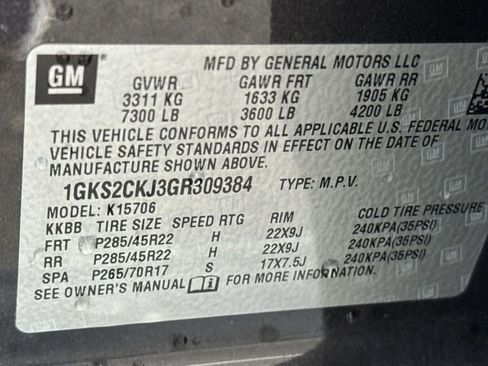 GM
MFD BY GENERAL MOTORS LLC
GVWR GAWR FRT GAWR RR
3311 KG 1633 KG 1905 KG
7300 LB 3600 LB 4200 LB
THIS VEHICLE CONFORMS TO ALL APPLICABLE U.S. FEDERAL MOT
VEHICLE SAFETY STANDARDS IN EFFECT ON THE DATE OF
MANUFACTURE SHOWN ABOVE.
1GKS2CKJ3GR309384 TYPE: M.P.V.
MODEL: K15706
KKBB TIRE SIZE SPEED RTG RIM COLD TIRE PRESSURE
FRT P285/45R22 H 22X9J 240KPA(35PSI)
RR P285/45R22 H 22X9J 240KPA(35PSI)
SPA P265/70R17 S 17X7.5J 240KPA(35PSI)
SEE OWNER'S MANUAL FOR MORE INFORMATION.